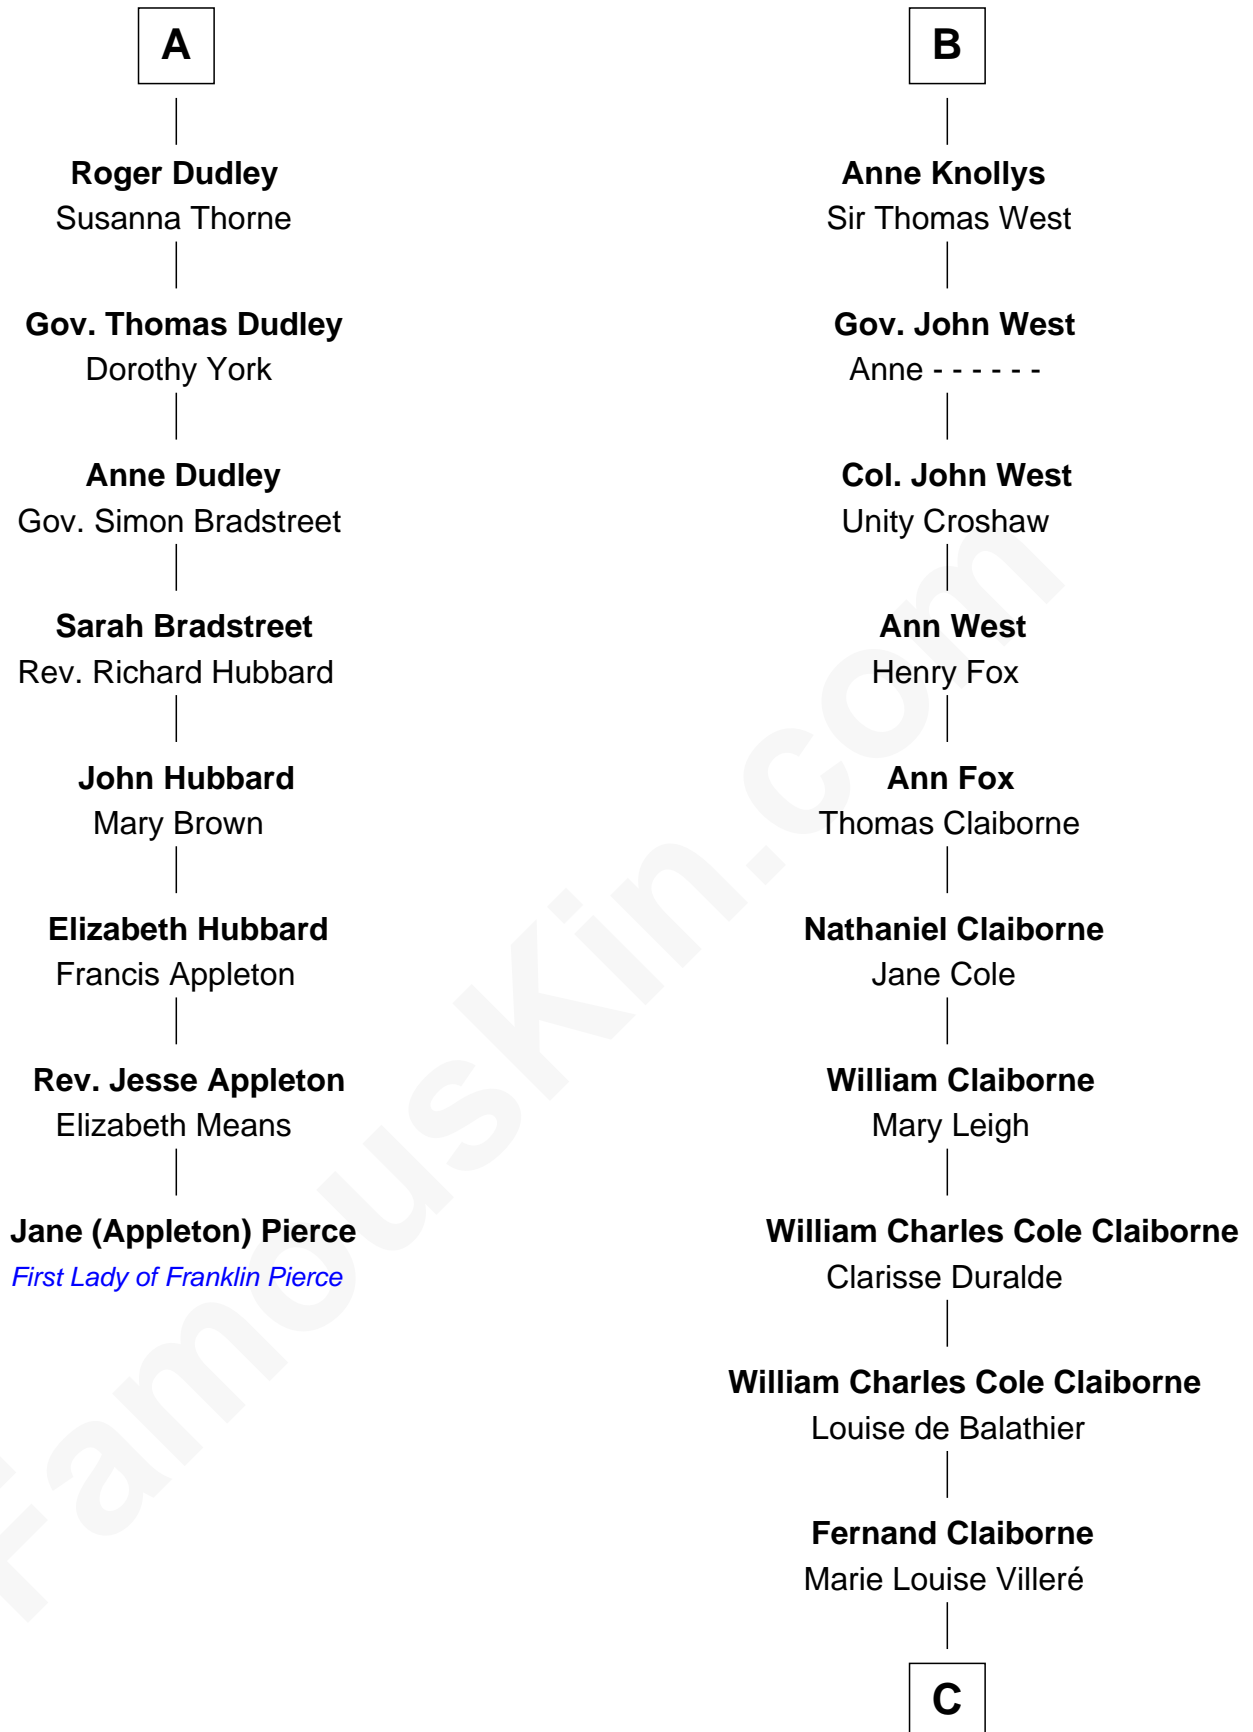 A
Roger Dudley
Susanna Thorne
Gov. Thomas Dudley
Dorothy York
Anne Dudley
Gov. Simon Bradstreet
Sarah Bradstreet
Rev. Richard Hubbard
John Hubbard
Mary Brown
Elizabeth Hubbard
Francis Appleton
Rev. Jesse Appleton
Elizabeth Means
Jane (Appleton) Pierce
First Lady of Franklin Pierce
B
Anne Knollys
Sir Thomas West
Gov. John West
Anne - - - - - -
Col. John West
Unity Croshaw
Ann West
Henry Fox
Ann Fox
Thomas Claiborne
Nathaniel Claiborne
Jane Cole
William Claiborne
Mary Leigh
William Charles Cole Claiborne
Clarisse Duralde
William Charles Cole Claiborne
Louise de Balathier
Fernand Claiborne
Marie Louise Villeré
C
FamousKin.com